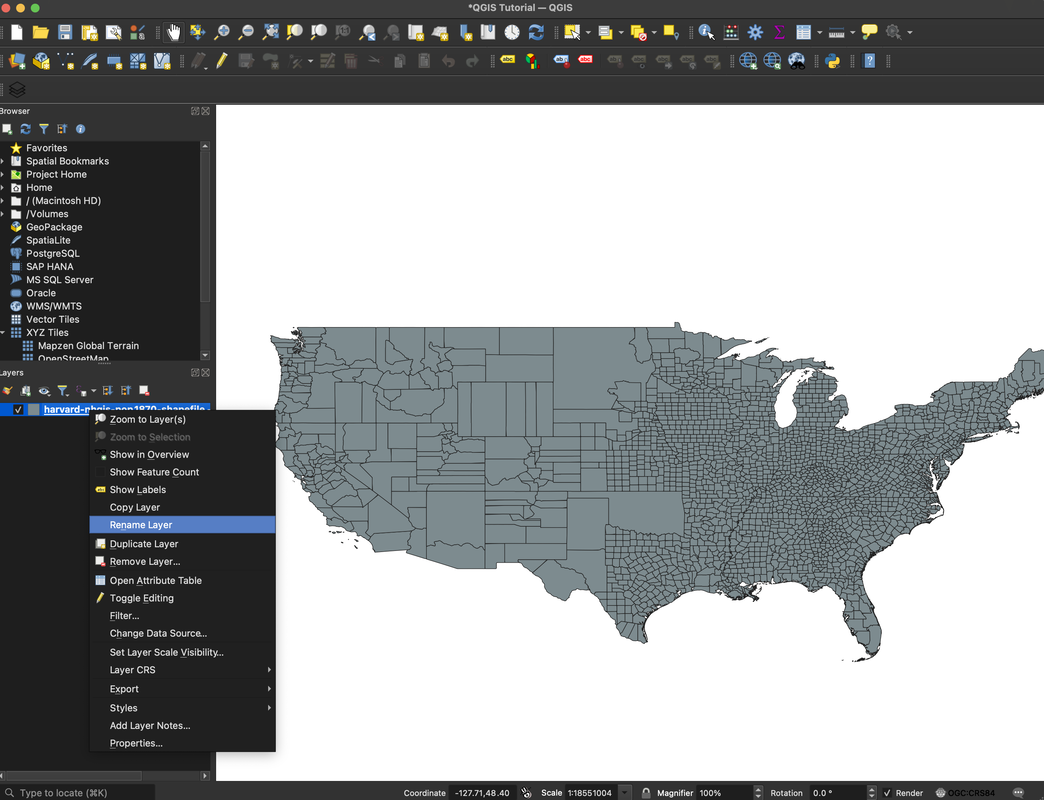 *QGIS Tutorial — QGIS
Browser
Favorites
Spatial Bookmarks
Project Home
Home
/ (Macintosh HD)
/Volumes
GeoPackage
SpatiaLite
PostgreSQL
SAP HANA
MS SQL Server
Oracle
WMS/WMTS
Vector Tiles
XYZ Tiles
Mapzen Global Terrain
OpenStreetMap
Layers
harvard-nhgis-pop1870-shapefile
Zoom to Layer(s)
Zoom to Selection
Show in Overview
Show Feature Count
Show Labels
Copy Layer
Rename Layer
Duplicate Layer
Remove Layer...
Open Attribute Table
Toggle Editing
Filter...
Change Data Source...
Set Layer Scale Visibility...
Layer CRS
Export
Styles
Add Layer Notes...
Properties...
Type to locate (⌘K)
Coordinate -127.71,48.40 Scale 1:18551004 Magnifier 100% Rotation 0.0 ° Render OGC:CRS84